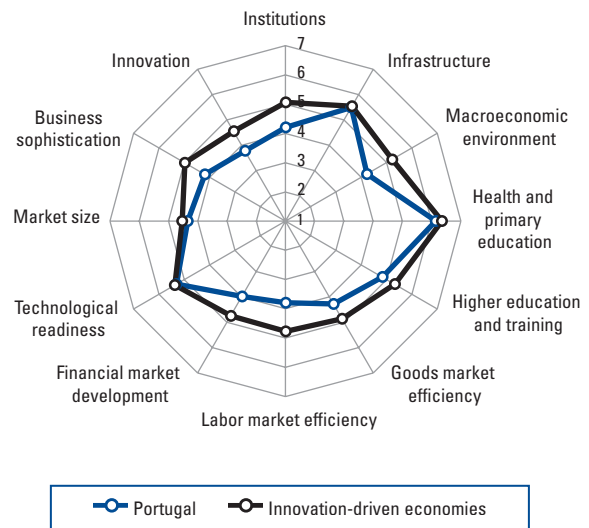 Institutions
Innovation
Infrastructure
Business
sophistication
Macroeconomic
environment
Market size
Health and
primary
education
Technological
readiness
Higher education
and training
Financial market
development
Goods market
efficiency
Labor market efficiency
7
6
5
4
3
2
1
Portugal
Innovation-driven economies